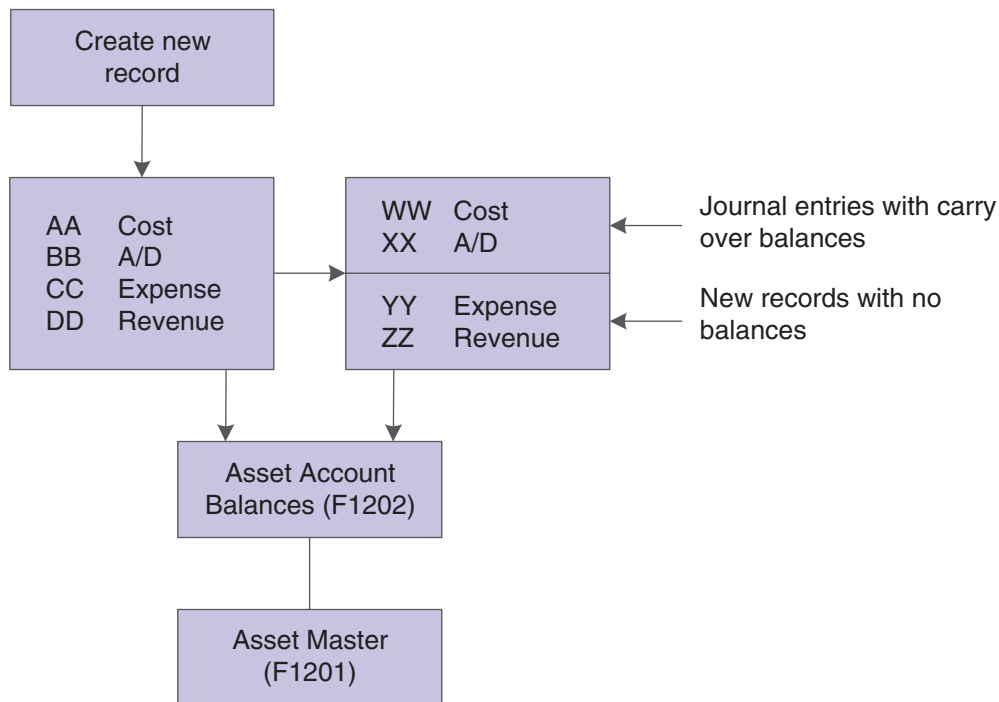 Create new
record
AA Cost
BB A/D
CC Expense
DD Revenue
WW Cost
XX A/D
YY Expense
ZZ Revenue
Journal entries with carry
over balances
New records with no
balances
Asset Account
Balances (F1202)
Asset Master
(F1201)